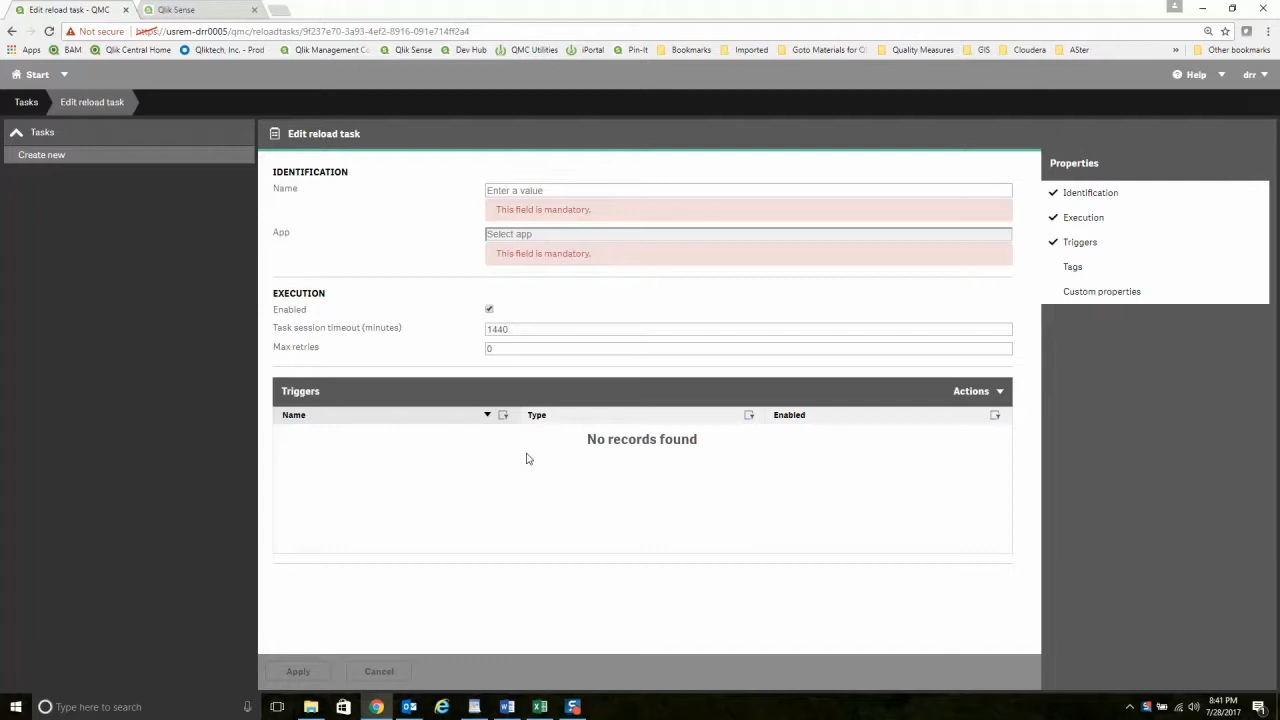 Edit reload task - QMC
Qlik Sense
Not secure https://usrem-drr0005/qmc/reloadtasks/9f237e70-3a93-4ef2-8916-091e714ff2a4
Apps BAM Qlik Central Home Qliktech, Inc. - Prod Qlik Management C Qlik Sense Dev Hub QMC Utilities iPortal Pin-It Bookmarks Imported Goto Materials for Q Quality Measures GIS Cloudera ASter » Other bookmarks
Start Help drr
Tasks Edit reload task
Tasks
Create new
Edit reload task
IDENTIFICATION
Name Enter a value
This field is mandatory.
App Select app
This field is mandatory.
EXECUTION
Enabled
Task session timeout (minutes) 1440
Max retries 0
Triggers Actions
Name Type Enabled
No records found
Apply Cancel
Properties
Identification
Execution
Triggers
Tags
Custom properties
Type here to search
8:41 PM
7/28/2017